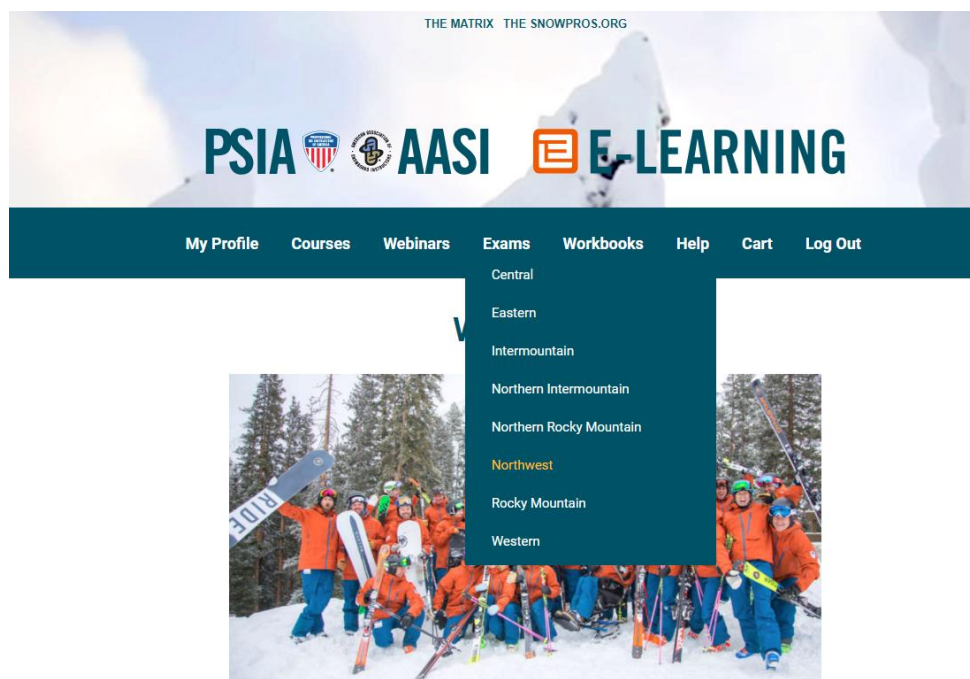 THE MATRIX THE SNOWPROS.ORG
PSIA AASI E-LEARNING
My Profile Courses Webinars Exams Workbooks Help Cart Log Out
Central
Eastern
Intermountain
Northern Intermountain
Northern Rocky Mountain
Northwest
Rocky Mountain
Western
RIDE